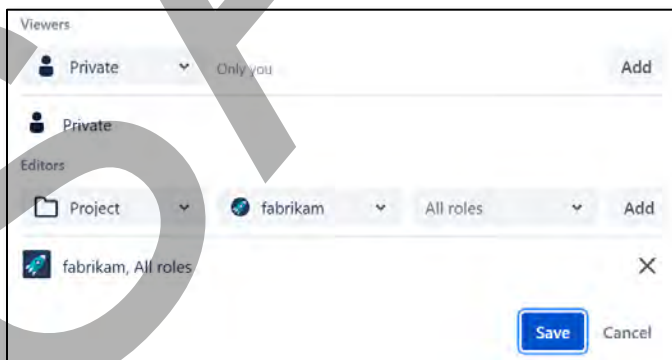 Viewers
Private Only you Add
Private
Editors
Project fabrikam All roles Add
fabrikam, All roles
Save Cancel